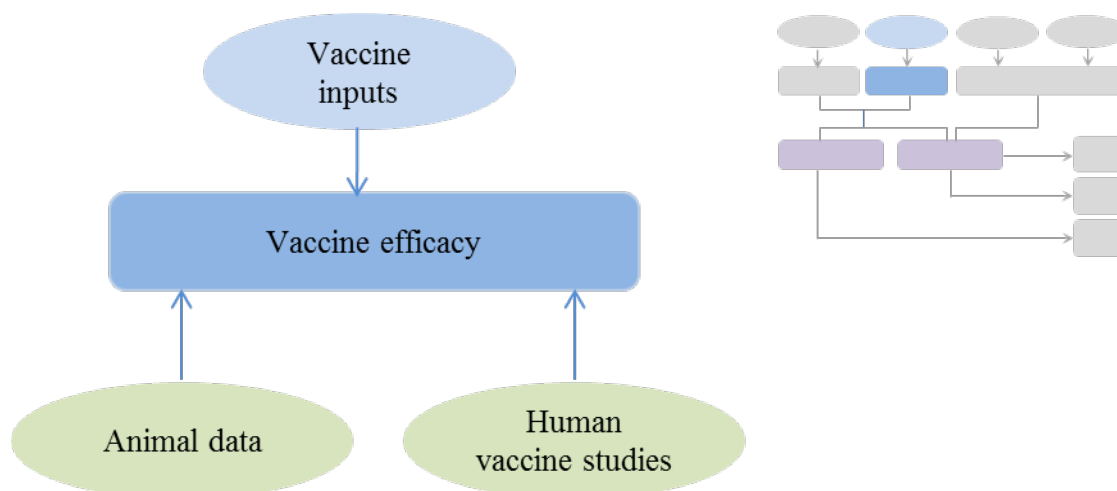 Vaccine
inputs
Vaccine efficacy
Animal data
Human
vaccine studies